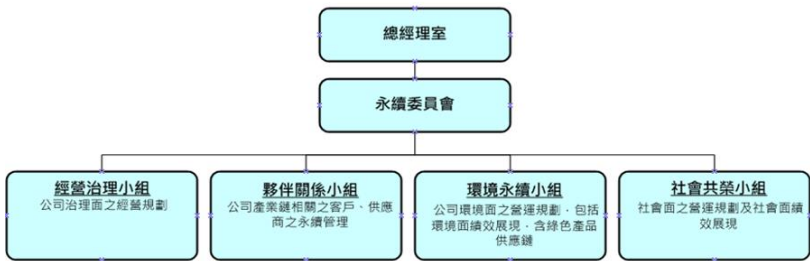 總經理室
永續委員會
經營治理小組
公司治理面之經營規劃
夥伴關係小組
公司產業鏈相關之客戶、供應
商之永續管理
環境永續小組
公司環境面之營運規劃，包括
環境面績效展現，含綠色產品
供應鏈
社會共榮小組
社會面之營運規劃及社會面績
效展現